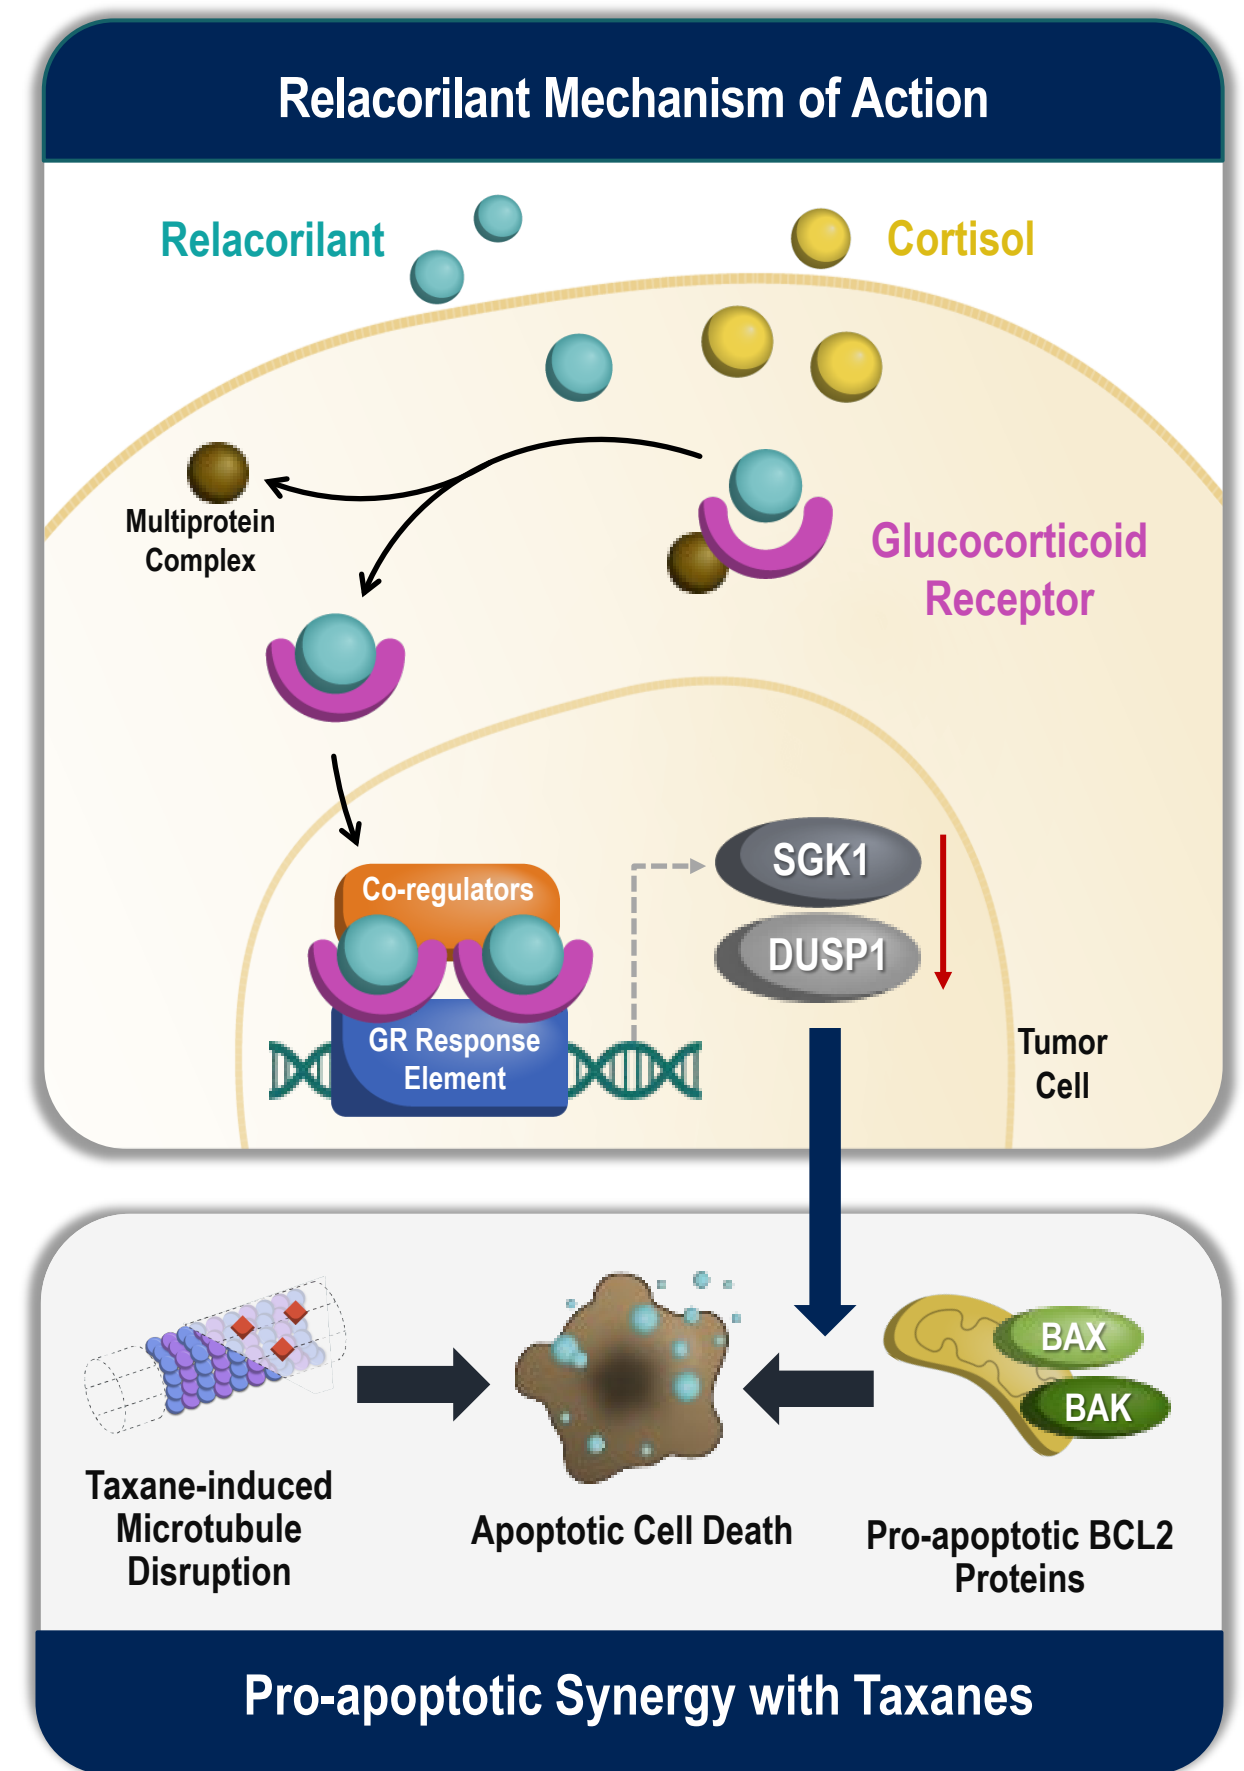 Relacorilant Mechanism of Action
Relacorilant
Cortisol
Multiprotein
Complex
Glucocorticoid
Receptor
SGK1
Co-regulators
DUSP1
GR Response
Element
Tumor
Cell
BAX
BAK
Taxane-induced
Microtubule
Disruption
Apoptotic Cell Death
Pro-apoptotic BCL2
Proteins
Pro-apoptotic Synergy with Taxanes